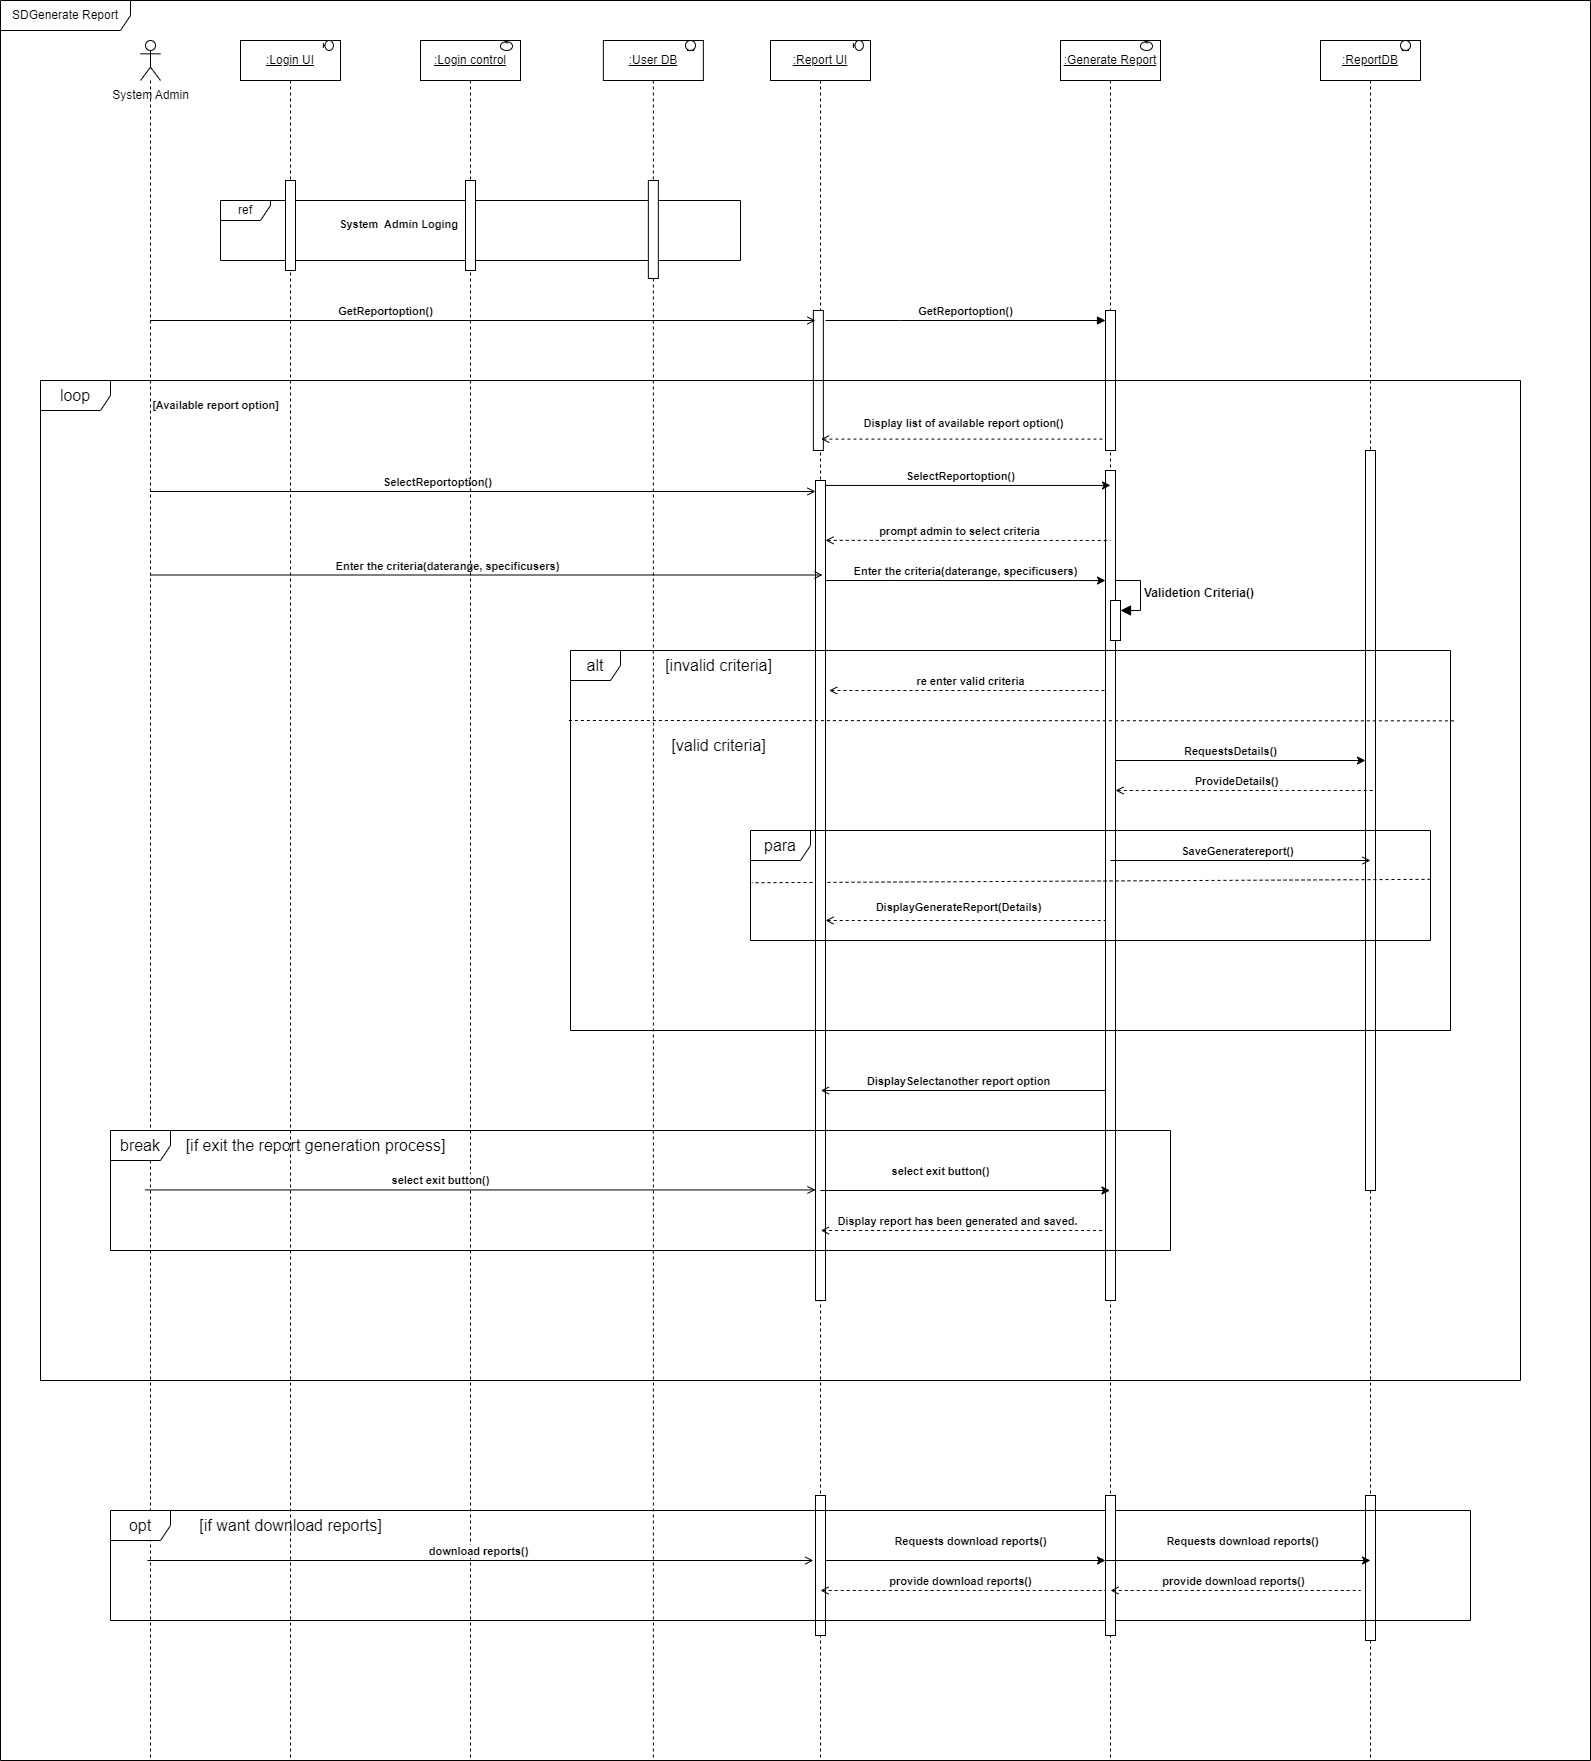 SDGenerate Report
:Login UI
:Login control
:User DB
:Report UI
:Generate Report
:ReportDB
System Admin
ref
System  Admin Loging
GetReportoption()
GetReportoption()
loop
[Available report option]
Display list of available report option()
SelectReportoption()
SelectReportoption()
prompt admin to select criteria
Enter the criteria(daterange, specificusers)
Enter the criteria(daterange, specificusers)
Validetion Criteria()
alt
[invalid criteria]
re enter valid criteria
[valid criteria]
RequestsDetails()
ProvideDetails()
para
SaveGeneratereport()
DisplayGenerateReport(Details)
DisplaySelectanother report option
break
[if exit the report generation process]
select exit button()
select exit button()
Display report has been generated and saved.
opt
[if want download reports]
download reports()
Requests download reports()
Requests download reports()
provide download reports()
provide download reports()